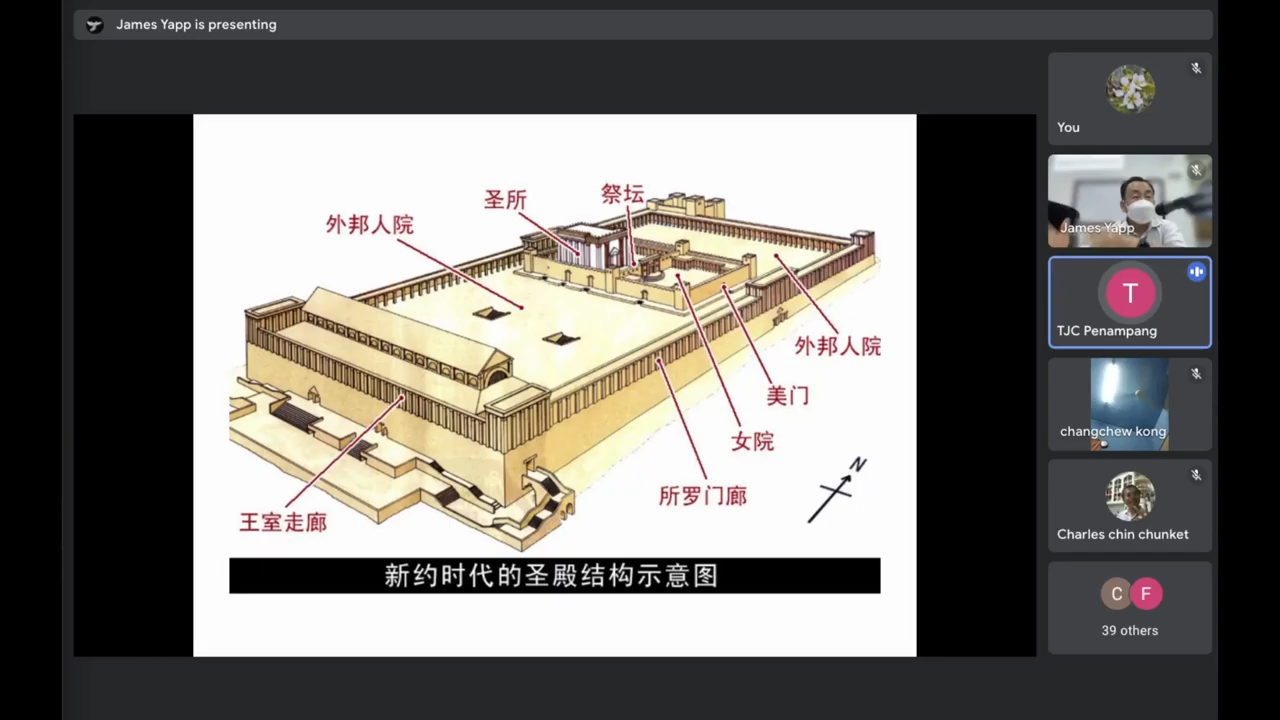 James Yapp is presenting
You
James Yapp
TJC Penampang
T
changchew kong
Charles chin chunket
C
F
39 others
圣所
祭坛
外邦人院
外邦人院
美门
女院
所罗门廊
王室走廊
N
新约时代的圣殿结构示意图